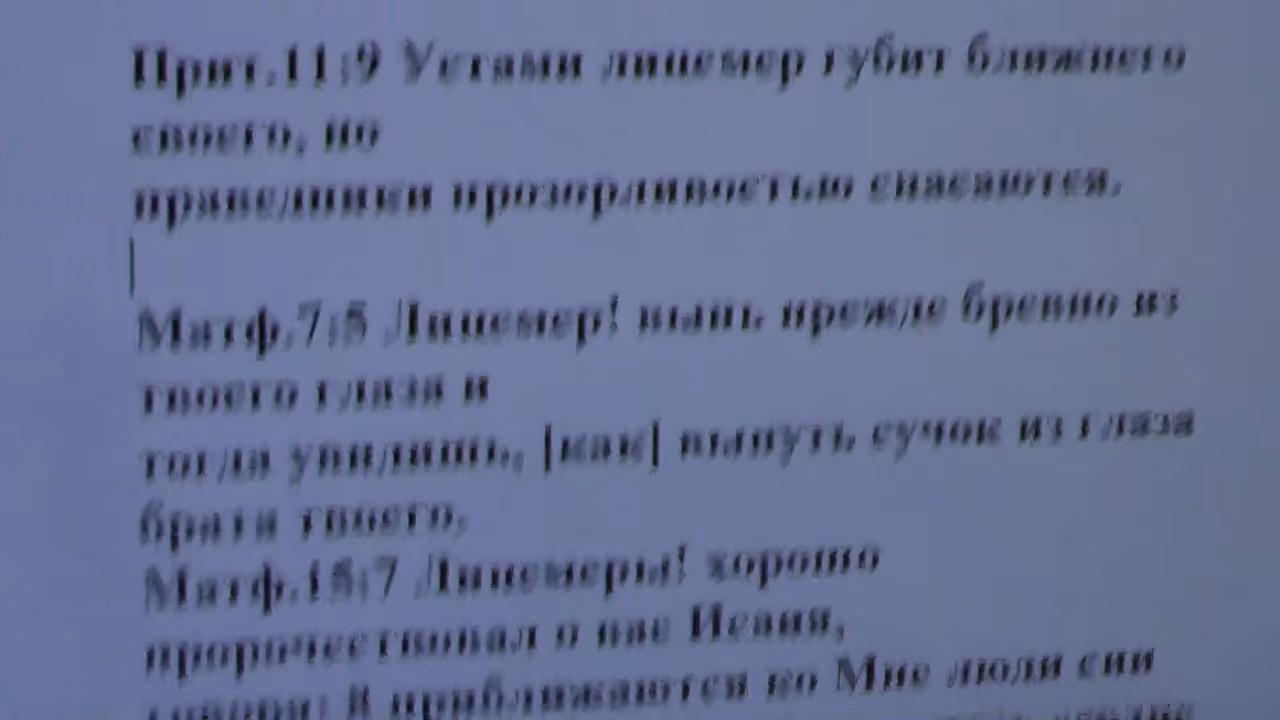 Прит.11:9 Устами лицемер губит ближнего
своего, но
праведники прозорливостью спасаются.
Матф.7:5 Лицемер! вынь прежде бревно из
твоего глаза и
тогда увидишь, [как] вынуть сучок из глаза
брата твоего.
Матф.15:7 Лицемеры! хорошо
пророчествовал о вас Исаия,
говоря: 8 приближаются ко Мне люди сии